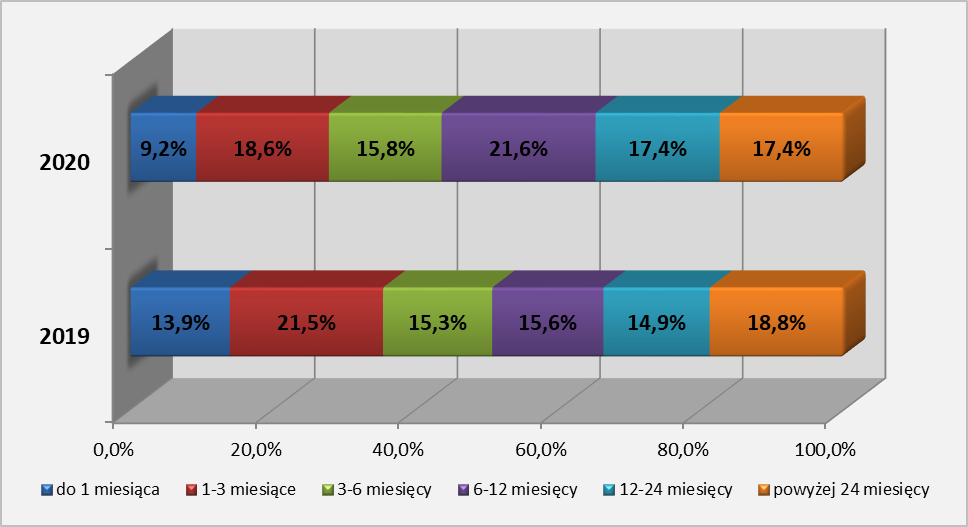 2020
9,2% 18,6% 15,8% 21,6% 17,4% 17,4%
2019
13,9% 21,5% 15,3% 15,6% 14,9% 18,8%
0,0% 20,0% 40,0% 60,0% 80,0% 100,0%
do 1 miesiąca 1-3 miesiące 3-6 miesięcy 6-12 miesięcy 12-24 miesięcy powyżej 24 miesięcy